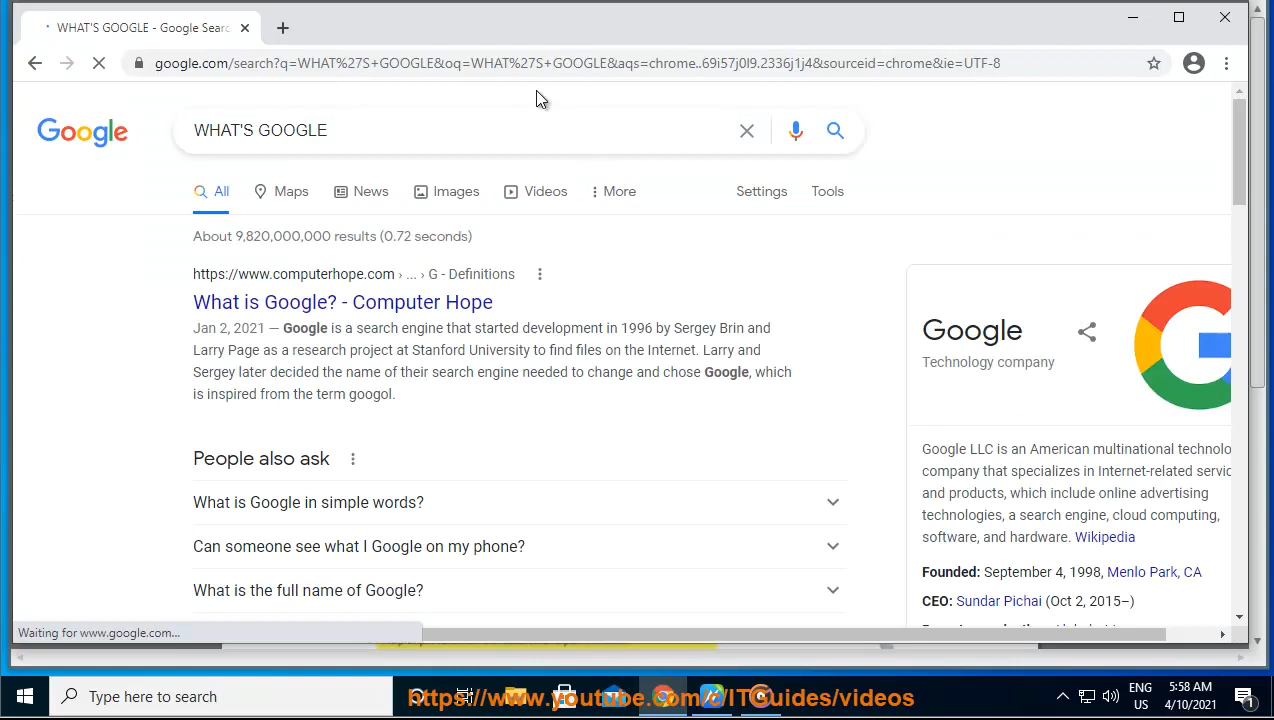 WHAT'S GOOGLE - Google Searc
google.com/search?q=WHAT%27S+GOOGLE&oq=WHAT%27S+GOOGLE&aqs=chrome..69i57j0l9.2336j1j4&sourceid=chrome&ie=UTF-8
Google
WHAT'S GOOGLE
All Maps News Images Videos More Settings Tools
About 9,820,000,000 results (0.72 seconds)
https://www.computerhope.com › ... › G - Definitions
What is Google? - Computer Hope
Jan 2, 2021 — Google is a search engine that started development in 1996 by Sergey Brin and
Larry Page as a research project at Stanford University to find files on the Internet. Larry and
Sergey later decided the name of their search engine needed to change and chose Google, which
is inspired from the term googol.
People also ask
What is Google in simple words?
Can someone see what I Google on my phone?
What is the full name of Google?
Google
Technology company
Google LLC is an American multinational technolo
company that specializes in Internet-related servic
and products, which include online advertising
technologies, a search engine, cloud computing,
software, and hardware. Wikipedia
Founded: September 4, 1998, Menlo Park, CA
CEO: Sundar Pichai (Oct 2, 2015–)
Waiting for www.google.com...
Type here to search
https://www.youtube.com/c/ITGuides/videos
ENG
US
5:58 AM
4/10/2021
1